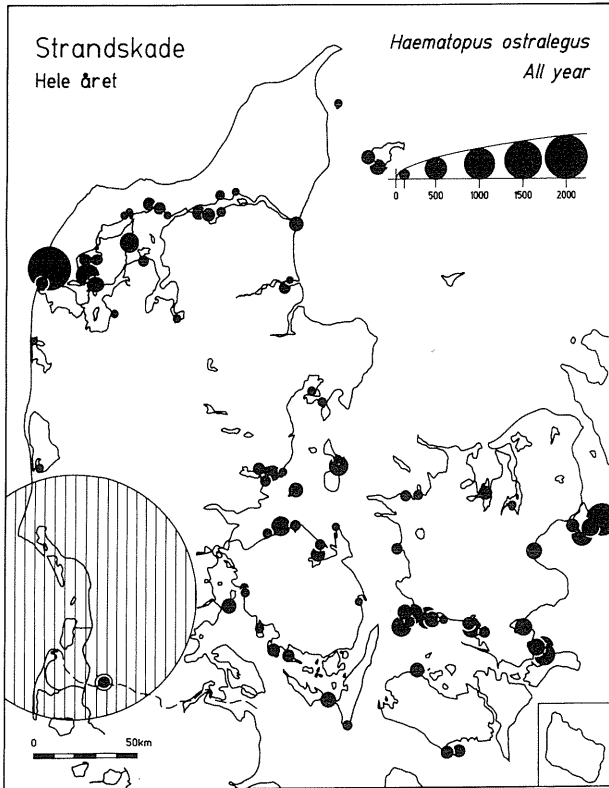 Strandskade
Hele året
Haematopus ostralegus
All year
0 500 1000 1500 2000
0 50km